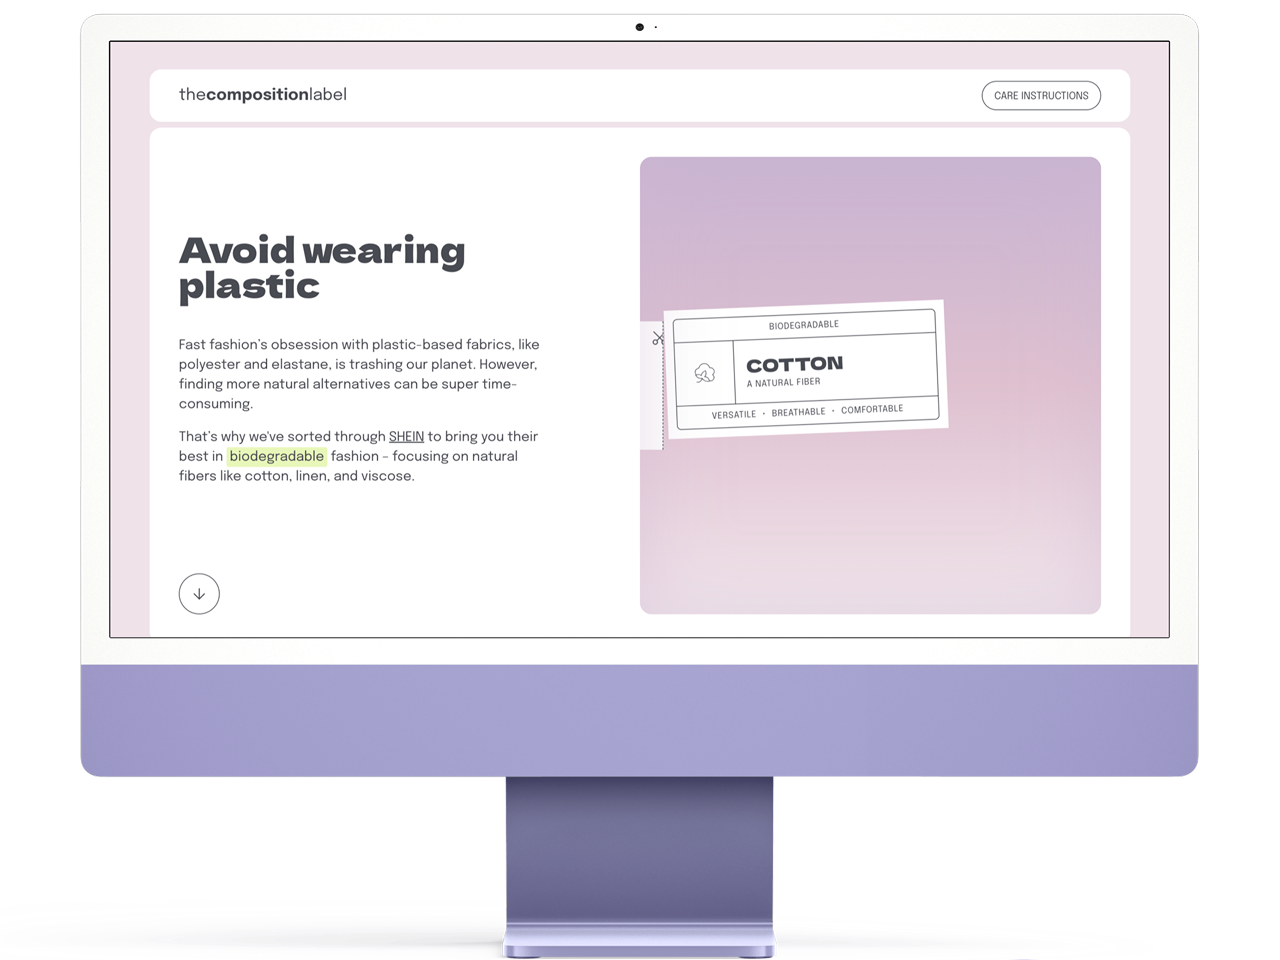 thecompositionlabel
CARE INSTRUCTIONS
Avoid wearing
plastic
Fast fashion's obsession with plastic-based fabrics, like
polyester and elastane, is trashing our planet. However,
finding more natural alternatives can be super time-
consuming.
That's why we've sorted through SHEIN to bring you their
best in biodegradable fashion - focusing on natural
fibers like cotton, linen, and viscose.
BIODEGRADABLE
COTTON
A NATURAL FIBER
VERSATILE · BREATHABLE · COMFORTABLE